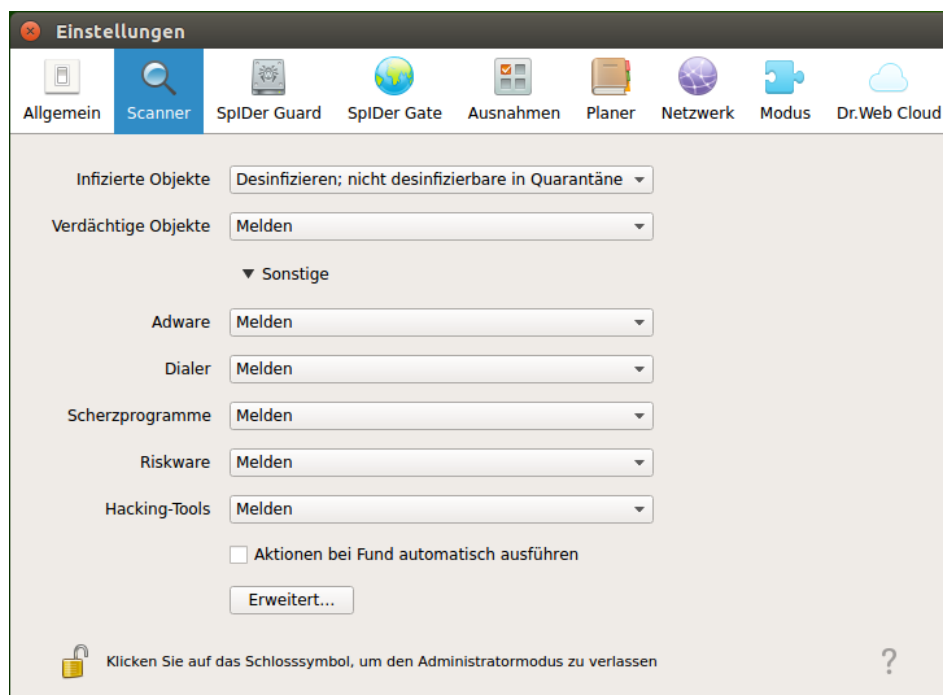 Einstellungen
Allgemein Scanner SpIDer Guard SpIDer Gate Ausnahmen Planer Netzwerk Modus Dr.Web Cloud
Infizierte Objekte Desinfizieren; nicht desinfizierbare in Quarantäne
Verdächtige Objekte Melden
Sonstige
Adware Melden
Dialer Melden
Scherzprogramme Melden
Riskware Melden
Hacking-Tools Melden
Aktionen bei Fund automatisch ausführen
Erweitert...
Klicken Sie auf das Schlosssymbol, um den Administratormodus zu verlassen ?